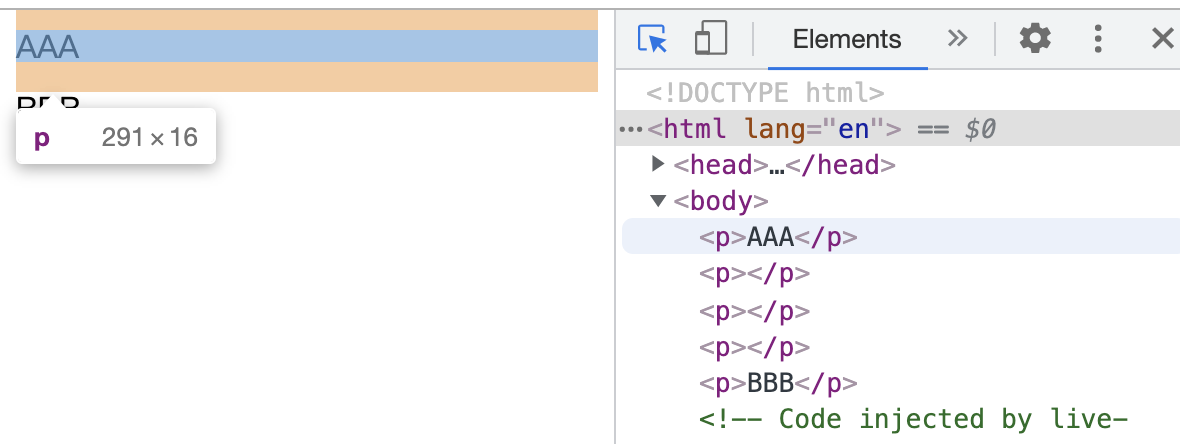 AAA
BBB
p 291 × 16
Elements
<!DOCTYPE html>
<html lang="en"> == $0
<head>…</head>
<body>
<p>AAA</p>
<p></p>
<p></p>
<p></p>
<p>BBB</p>
<!-- Code injected by live-